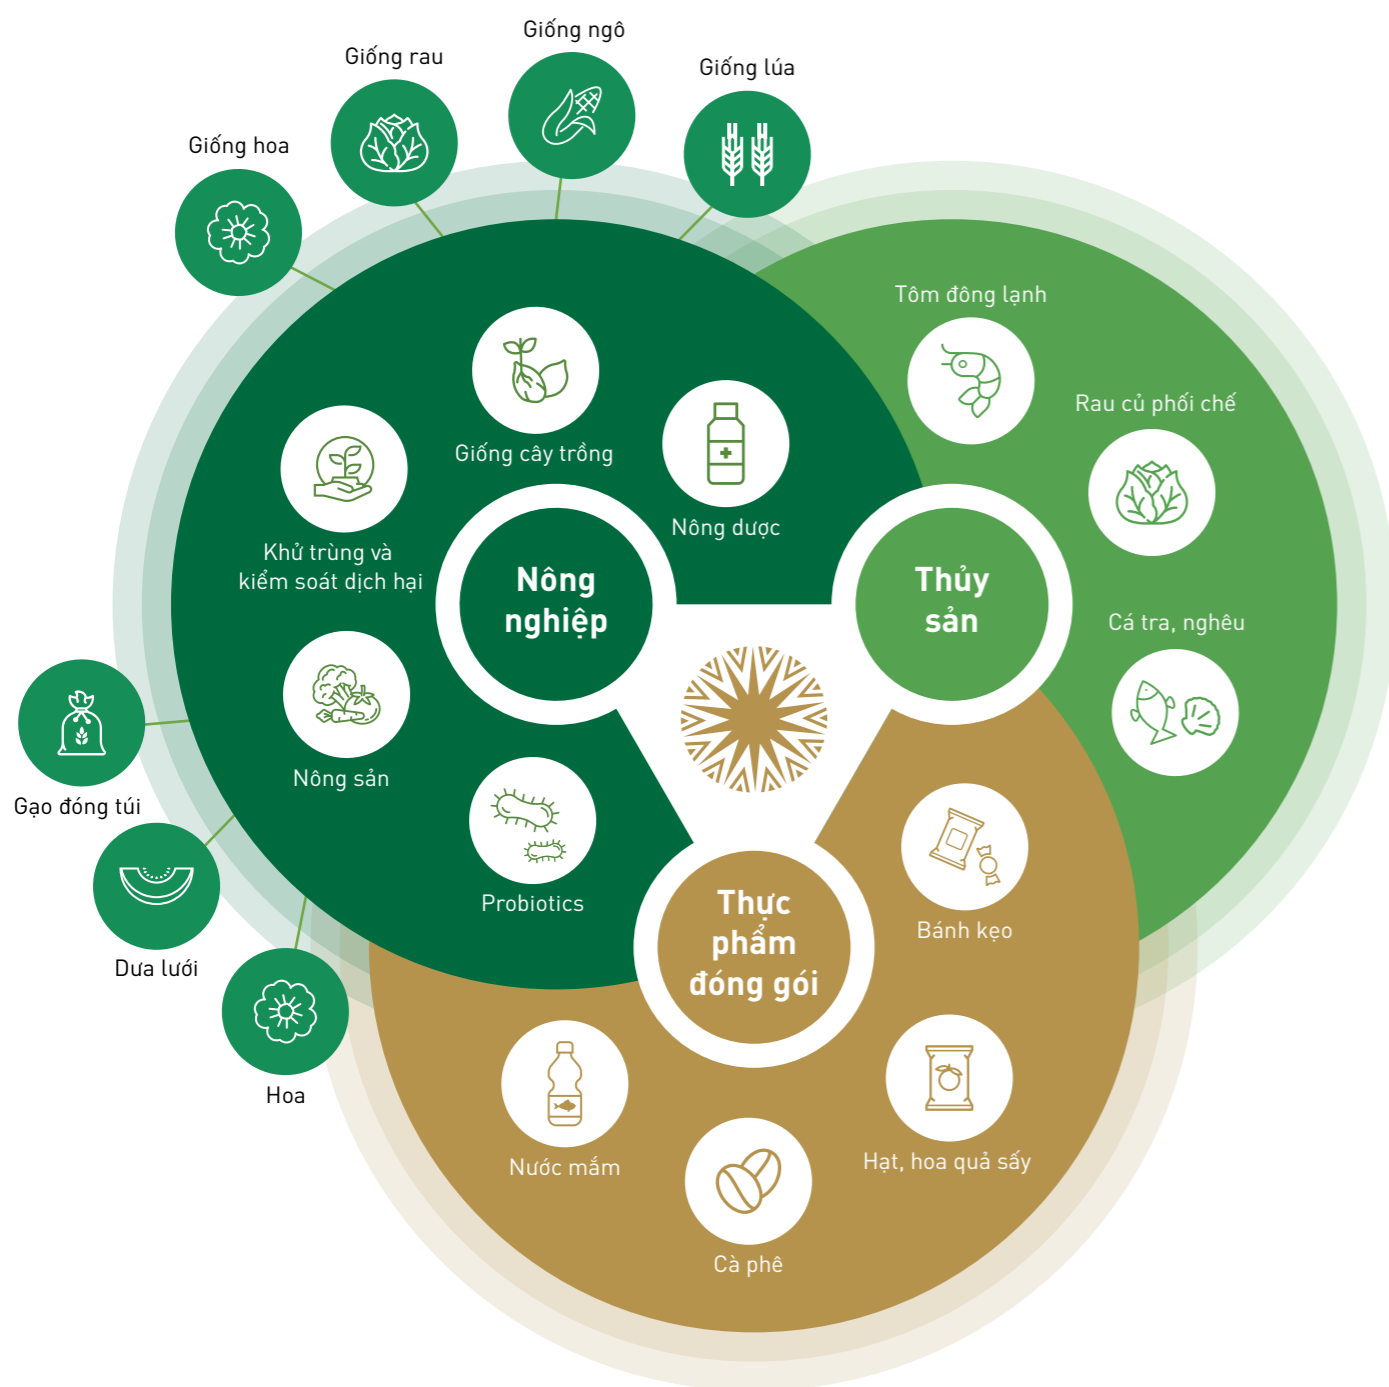 Giống ngô
Giống rau
Giống lúa
Giống hoa
Tôm đông lạnh
Rau củ phối chế
Giống cây trồng
Nông dược
Khử trùng và
kiểm soát dịch hại
Nông
nghiệp
Thủy
sản
Cá tra, nghêu
Nông sản
Gạo đóng túi
Probiotics
Thực
phẩm
đóng gói
Bánh kẹo
Dưa lưới
Hoa
Nước mắm
Hạt, hoa quả sấy
Cà phê